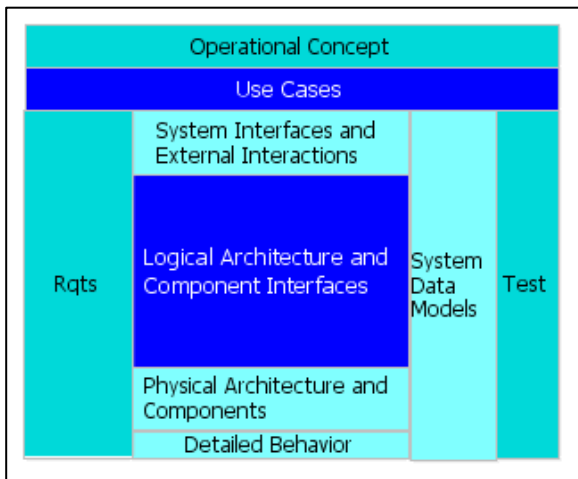 Operational Concept
Use Cases
System Interfaces and
External Interactions
Rqts
Logical Architecture and
Component Interfaces
System
Data
Models
Test
Physical Architecture and
Components
Detailed Behavior